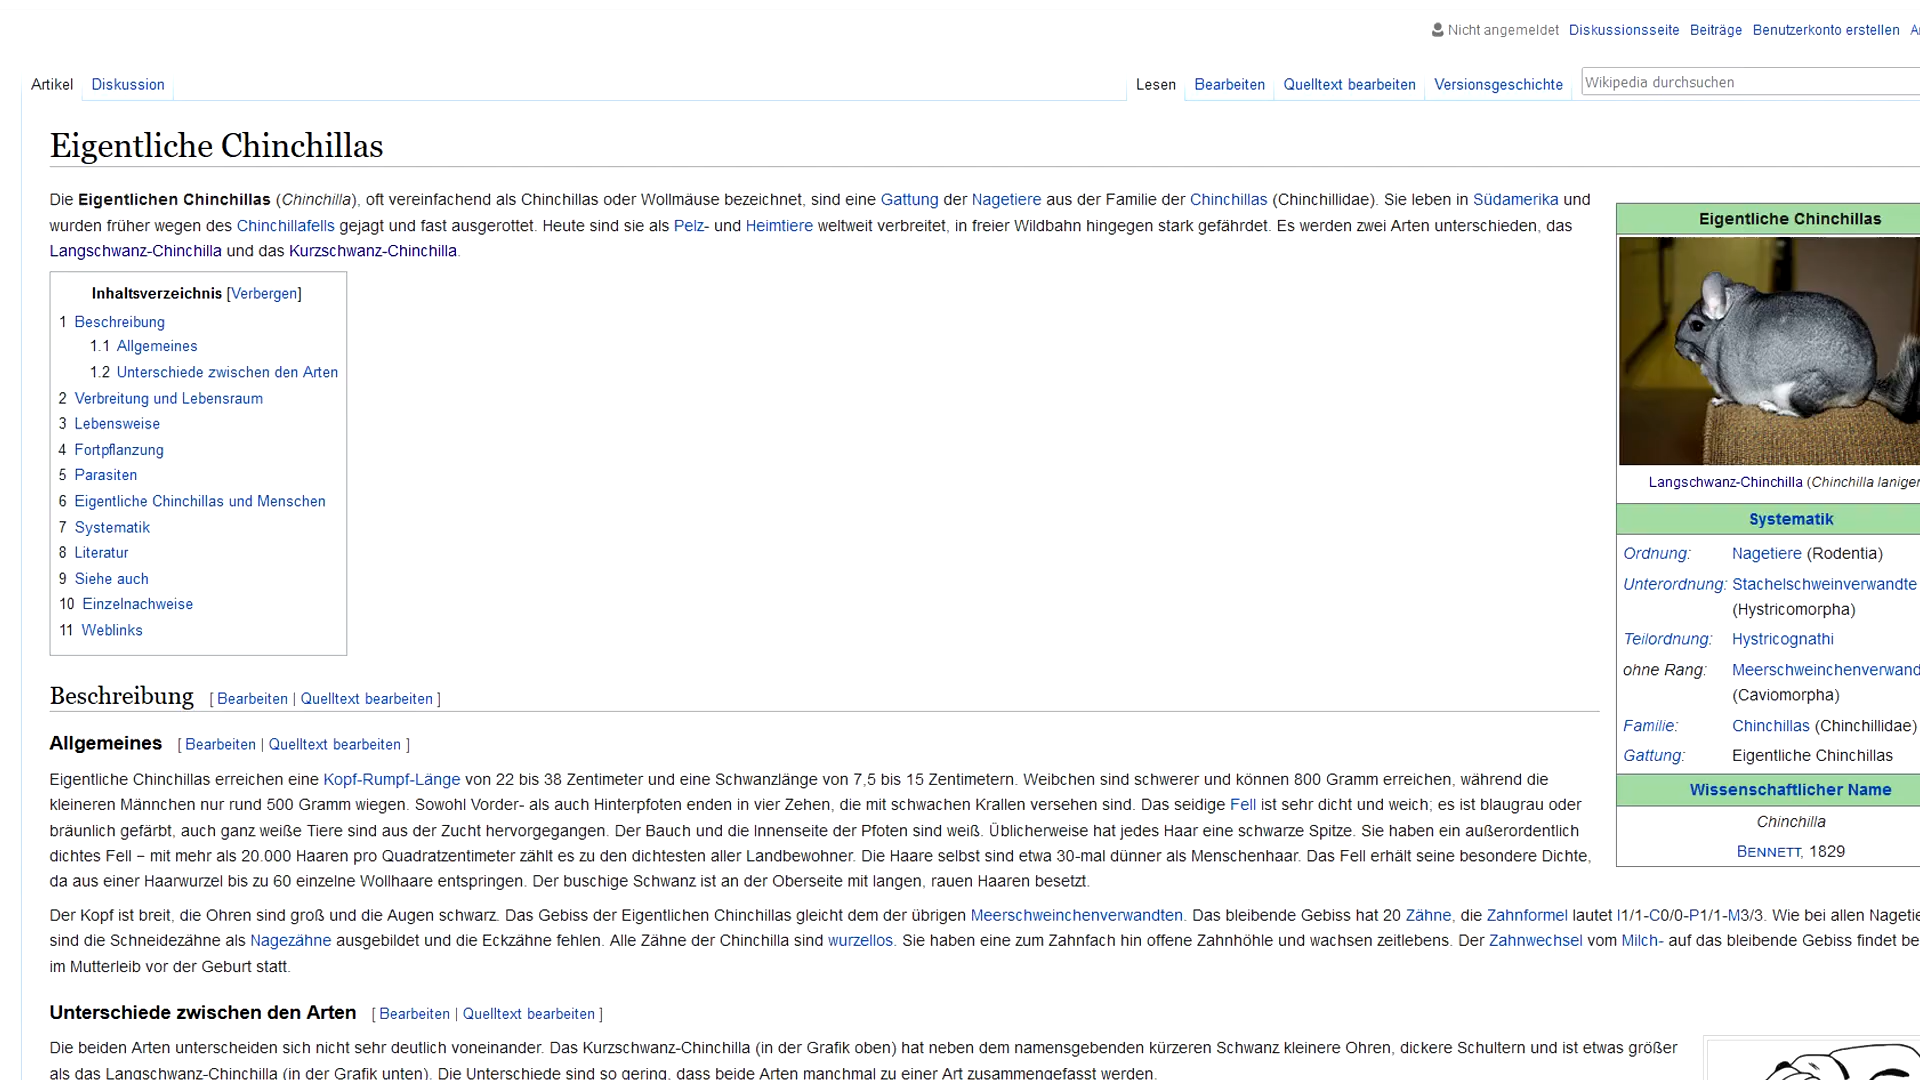 Nicht angemeldet Diskussionsseite Beiträge Benutzerkonto erstellen
Artikel Diskussion Lesen Bearbeiten Quelltext bearbeiten Versionsgeschichte Wikipedia durchsuchen
Eigentliche Chinchillas
Die Eigentlichen Chinchillas (Chinchilla), oft vereinfachend als Chinchillas oder Wollmäuse bezeichnet, sind eine Gattung der Nagetiere aus der Familie der Chinchillas (Chinchillidae). Sie leben in Südamerika und
wurden früher wegen des Chinchillafells gejagt und fast ausgerottet. Heute sind sie als Pelz- und Heimtiere weltweit verbreitet, in freier Wildbahn hingegen stark gefährdet. Es werden zwei Arten unterschieden, das
Langschwanz-Chinchilla und das Kurzschwanz-Chinchilla.
Inhaltsverzeichnis [Verbergen]
1 Beschreibung
1.1 Allgemeines
1.2 Unterschiede zwischen den Arten
2 Verbreitung und Lebensraum
3 Lebensweise
4 Fortpflanzung
5 Parasiten
6 Eigentliche Chinchillas und Menschen
7 Systematik
8 Literatur
9 Siehe auch
10 Einzelnachweise
11 Weblinks
Eigentliche Chinchillas
Langschwanz-Chinchilla (Chinchilla laniger
Systematik
Ordnung: Nagetiere (Rodentia)
Unterordnung: Stachelschweinverwandte
(Hystricomorpha)
Teilordnung: Hystricognathi
ohne Rang: Meerschweinchenverwand
(Caviomorpha)
Familie: Chinchillas (Chinchillidae)
Gattung: Eigentliche Chinchillas
Wissenschaftlicher Name
Chinchilla
BENNETT, 1829
Beschreibung [ Bearbeiten | Quelltext bearbeiten ]
Allgemeines [ Bearbeiten | Quelltext bearbeiten ]
Eigentliche Chinchillas erreichen eine Kopf-Rumpf-Länge von 22 bis 38 Zentimeter und eine Schwanzlänge von 7,5 bis 15 Zentimetern. Weibchen sind schwerer und können 800 Gramm erreichen, während die
kleineren Männchen nur rund 500 Gramm wiegen. Sowohl Vorder- als auch Hinterpfoten enden in vier Zehen, die mit schwachen Krallen versehen sind. Das seidige Fell ist sehr dicht und weich; es ist blaugrau oder
bräunlich gefärbt, auch ganz weiße Tiere sind aus der Zucht hervorgegangen. Der Bauch und die Innenseite der Pfoten sind weiß. Üblicherweise hat jedes Haar eine schwarze Spitze. Sie haben ein außerordentlich
dichtes Fell – mit mehr als 20.000 Haaren pro Quadratzentimeter zählt es zu den dichtesten aller Landbewohner. Die Haare selbst sind etwa 30-mal dünner als Menschenhaar. Das Fell erhält seine besondere Dichte,
da aus einer Haarwurzel bis zu 60 einzelne Wollhaare entspringen. Der buschige Schwanz ist an der Oberseite mit langen, rauen Haaren besetzt.
Der Kopf ist breit, die Ohren sind groß und die Augen schwarz. Das Gebiss der Eigentlichen Chinchillas gleicht dem der übrigen Meerschweinchenverwandten. Das bleibende Gebiss hat 20 Zähne, die Zahnformel lautet I1/1-C0/0-P1/1-M3/3. Wie bei allen Nagetie
sind die Schneidezähne als Nagezähne ausgebildet und die Eckzähne fehlen. Alle Zähne der Chinchilla sind wurzellos. Sie haben eine zum Zahnfach hin offene Zahnhöhle und wachsen zeitlebens. Der Zahnwechsel vom Milch- auf das bleibende Gebiss findet be
im Mutterleib vor der Geburt statt.
Unterschiede zwischen den Arten [ Bearbeiten | Quelltext bearbeiten ]
Die beiden Arten unterscheiden sich nicht sehr deutlich voneinander. Das Kurzschwanz-Chinchilla (in der Grafik oben) hat neben dem namensgebenden kürzeren Schwanz kleinere Ohren, dickere Schultern und ist etwas größer
als das Langschwanz-Chinchilla (in der Grafik unten). Die Unterschiede sind so gering, dass beide Arten manchmal zu einer Art zusammengefasst werden.